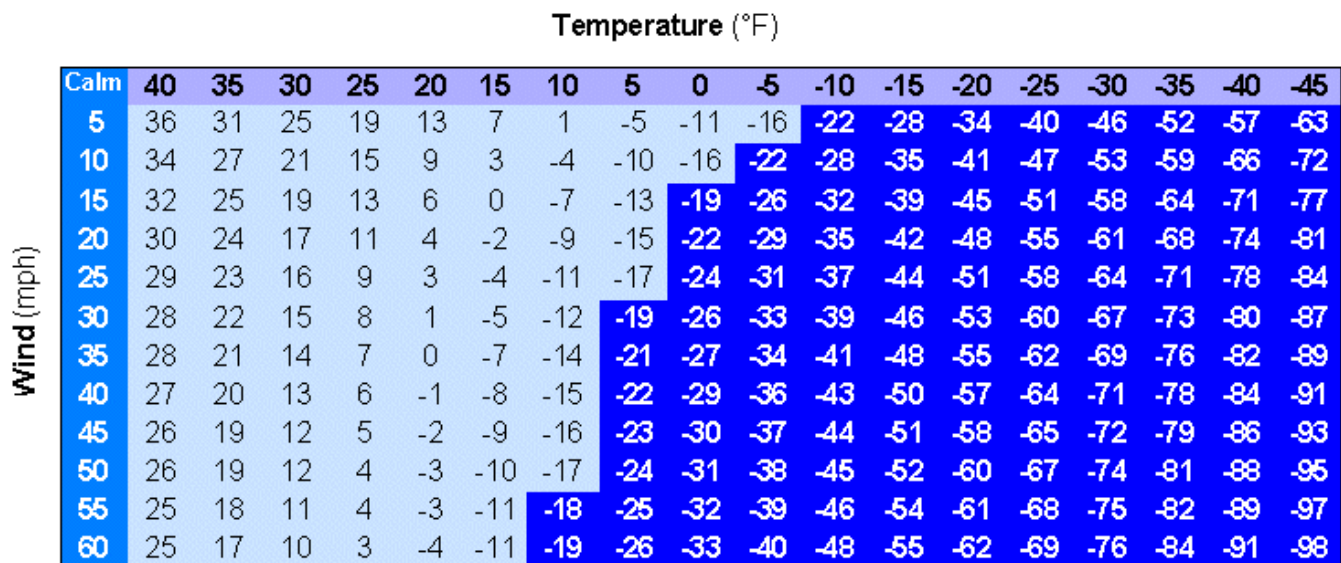 Temperature (°F)
Calm 40 35 30 25 20 15 10 5 0 -5 -10 -15 -20 -25 -30 -35 -40 -45
5 36 31 25 19 13 7 1 -5 -11 -16 -22 -28 -34 -40 -46 -52 -57 -63
10 34 27 21 15 9 3 -4 -10 -16 -22 -28 -35 -41 -47 -53 -59 -66 -72
15 32 25 19 13 6 0 -7 -13 -19 -26 -32 -39 -45 -51 -58 -64 -71 -77
20 30 24 17 11 4 -2 -9 -15 -22 -29 -35 -42 -48 -55 -61 -68 -74 -81
25 29 23 16 9 3 -4 -11 -17 -24 -31 -37 -44 -51 -58 -64 -71 -78 -84
30 28 22 15 8 1 -5 -12 -19 -26 -33 -39 -46 -53 -60 -67 -73 -80 -87
35 28 21 14 7 0 -7 -14 -21 -27 -34 -41 -48 -55 -62 -69 -76 -82 -89
40 27 20 13 6 -1 -8 -15 -22 -29 -36 -43 -50 -57 -64 -71 -78 -84 -91
45 26 19 12 5 -2 -9 -16 -23 -30 -37 -44 -51 -58 -65 -72 -79 -86 -93
50 26 19 12 4 -3 -10 -17 -24 -31 -38 -45 -52 -60 -67 -74 -81 -88 -95
55 25 18 11 4 -3 -11 -18 -25 -32 -39 -46 -54 -61 -68 -75 -82 -89 -97
60 25 17 10 3 -4 -11 -19 -26 -33 -40 -48 -55 -62 -69 -76 -84 -91 -98
Wind (mph)